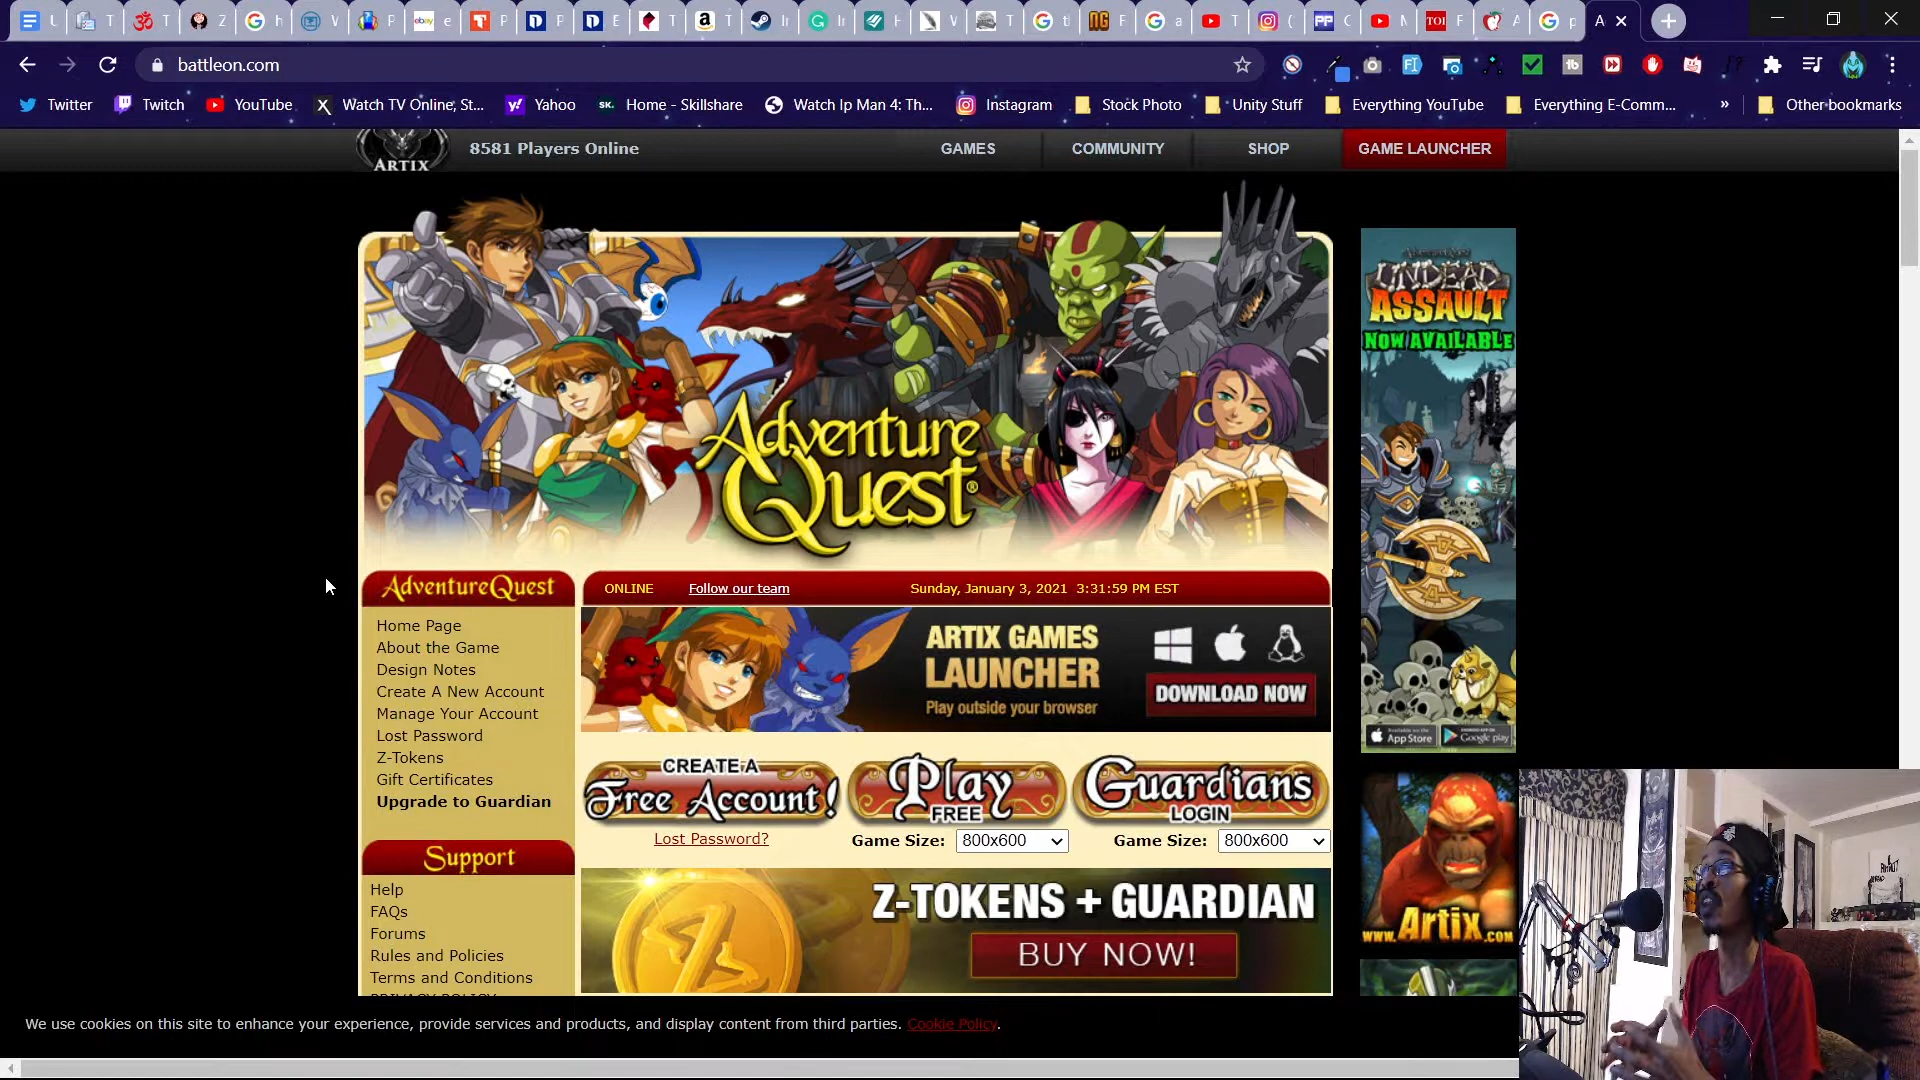 battleon.com
Twitter
Twitch
YouTube
Watch TV Online, St...
Yahoo
Home - Skillshare
Watch Ip Man 4: Th...
Instagram
Stock Photo
Unity Stuff
Everything YouTube
Everything E-Comm...
Other bookmarks
ARTIX
8581 Players Online
GAMES
COMMUNITY
SHOP
GAME LAUNCHER
Adventure
Quest
UNDEAD
ASSAULT
NOW AVAILABLE
App Store
Google play
AdventureQuest
ONLINE
Follow our team
Sunday, January 3, 2021 3:31:59 PM EST
Home Page
About the Game
Design Notes
Create A New Account
Manage Your Account
Lost Password
Z-Tokens
Gift Certificates
Upgrade to Guardian
ARTIX GAMES
LAUNCHER
Play outside your browser
DOWNLOAD NOW
CREATE A
Free Account!
Lost Password?
Play
FREE
Game Size: 800x600
Guardians
LOGIN
Game Size: 800x600
Support
Help
FAQs
Forums
Rules and Policies
Terms and Conditions
PRIVACY POLICY
Z-TOKENS + GUARDIAN
BUY NOW!
www.Artix.com
We use cookies on this site to enhance your experience, provide services and products, and display content from third parties. Cookie Policy.